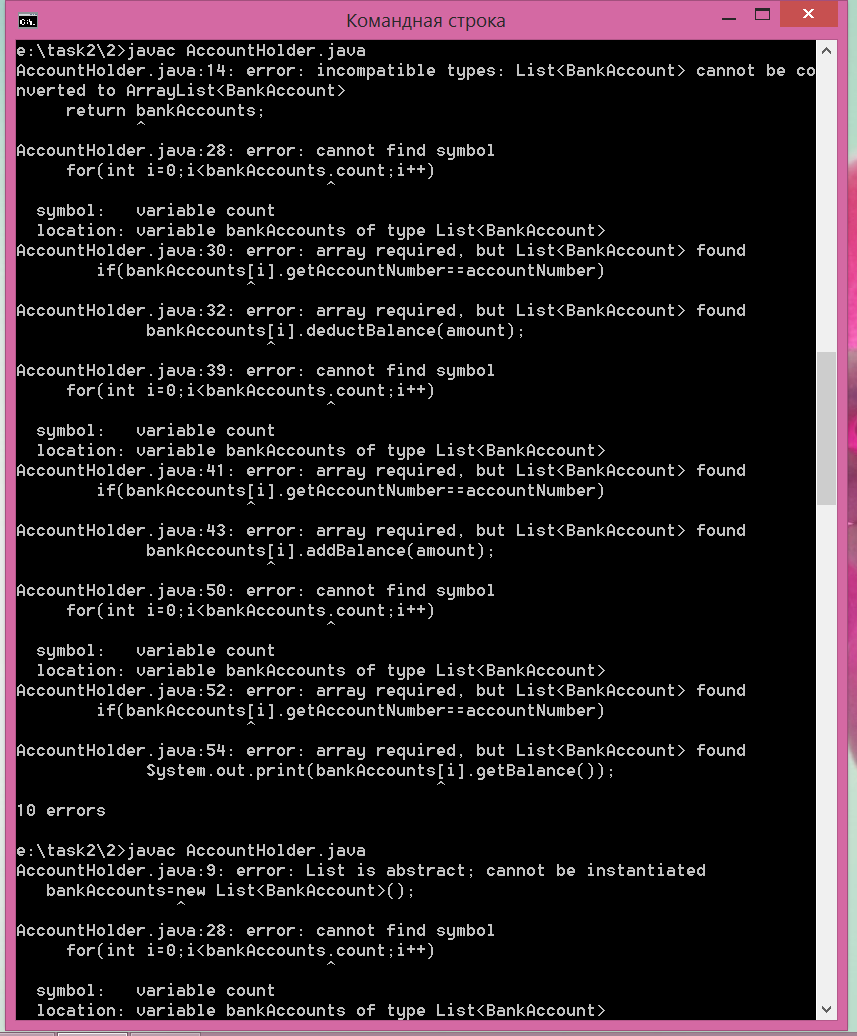 Командная строка
e:\task2\2>javac AccountHolder.java
AccountHolder.java:14: error: incompatible types: List<BankAccount> cannot be co
nverted to ArrayList<BankAccount>
     return bankAccounts;
            ^
AccountHolder.java:28: error: cannot find symbol
     for(int i=0;i<bankAccounts.count;i++)
                               ^
  symbol:   variable count
  location: variable bankAccounts of type List<BankAccount>
AccountHolder.java:30: error: array required, but List<BankAccount> found
        if(bankAccounts[i].getAccountNumber==accountNumber)
                       ^
AccountHolder.java:32: error: array required, but List<BankAccount> found
             bankAccounts[i].deductBalance(amount);
                         ^
AccountHolder.java:39: error: cannot find symbol
     for(int i=0;i<bankAccounts.count;i++)
                               ^
  symbol:   variable count
  location: variable bankAccounts of type List<BankAccount>
AccountHolder.java:41: error: array required, but List<BankAccount> found
        if(bankAccounts[i].getAccountNumber==accountNumber)
                       ^
AccountHolder.java:43: error: array required, but List<BankAccount> found
             bankAccounts[i].addBalance(amount);
                         ^
AccountHolder.java:50: error: cannot find symbol
     for(int i=0;i<bankAccounts.count;i++)
                               ^
  symbol:   variable count
  location: variable bankAccounts of type List<BankAccount>
AccountHolder.java:52: error: array required, but List<BankAccount> found
        if(bankAccounts[i].getAccountNumber==accountNumber)
                       ^
AccountHolder.java:54: error: array required, but List<BankAccount> found
             System.out.print(bankAccounts[i].getBalance());
                                          ^
10 errors
e:\task2\2>javac AccountHolder.java
AccountHolder.java:9: error: List is abstract; cannot be instantiated
   bankAccounts=new List<BankAccount>();
                ^
AccountHolder.java:28: error: cannot find symbol
     for(int i=0;i<bankAccounts.count;i++)
                               ^
  symbol:   variable count
  location: variable bankAccounts of type List<BankAccount>